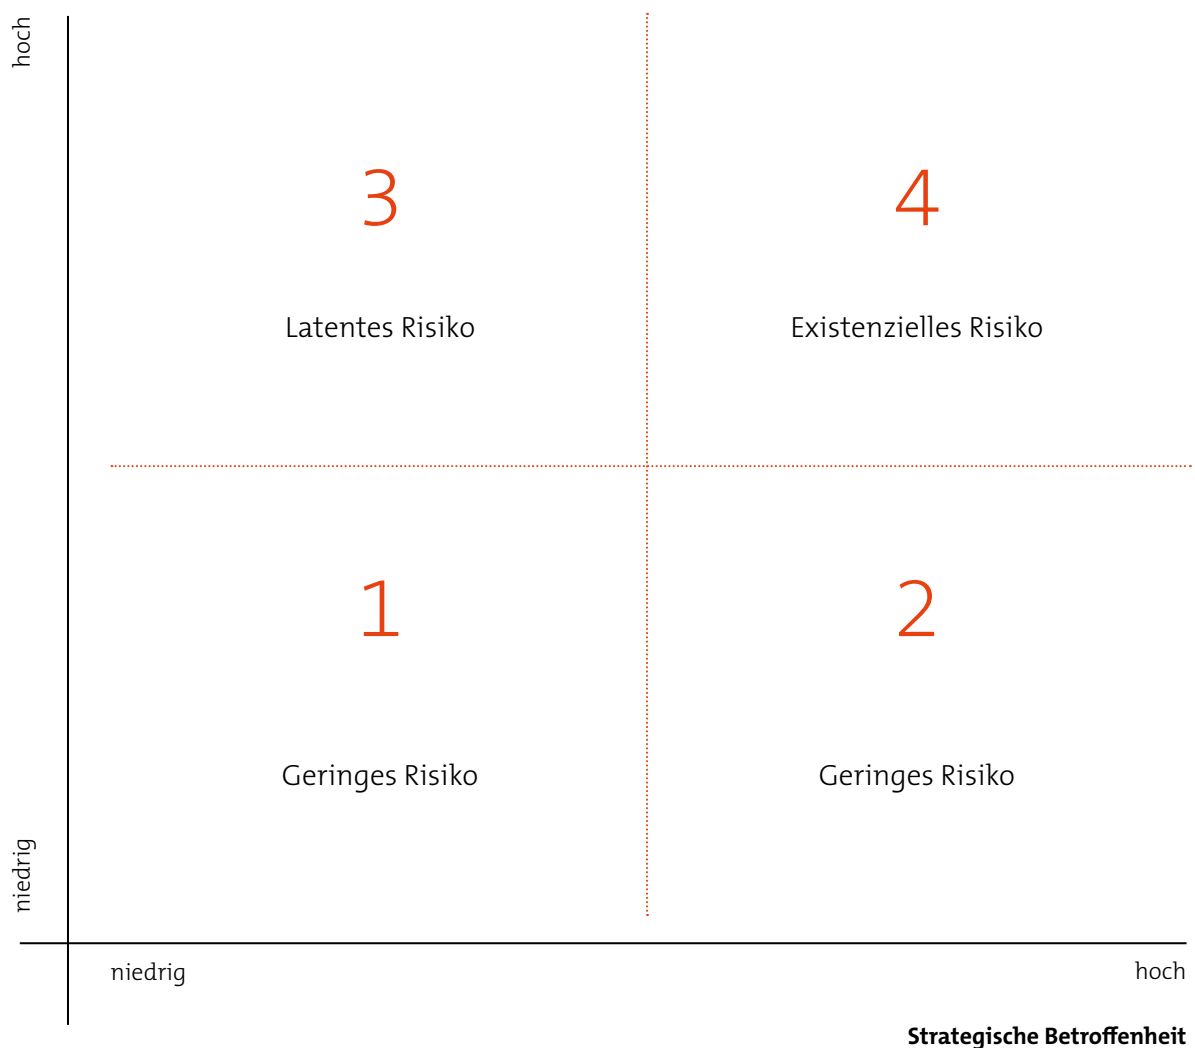 hoch
3
4
Latentes Risiko
Existenzielles Risiko
1
2
Geringes Risiko
Geringes Risiko
niedrig
niedrig
hoch
Strategische Betroffenheit